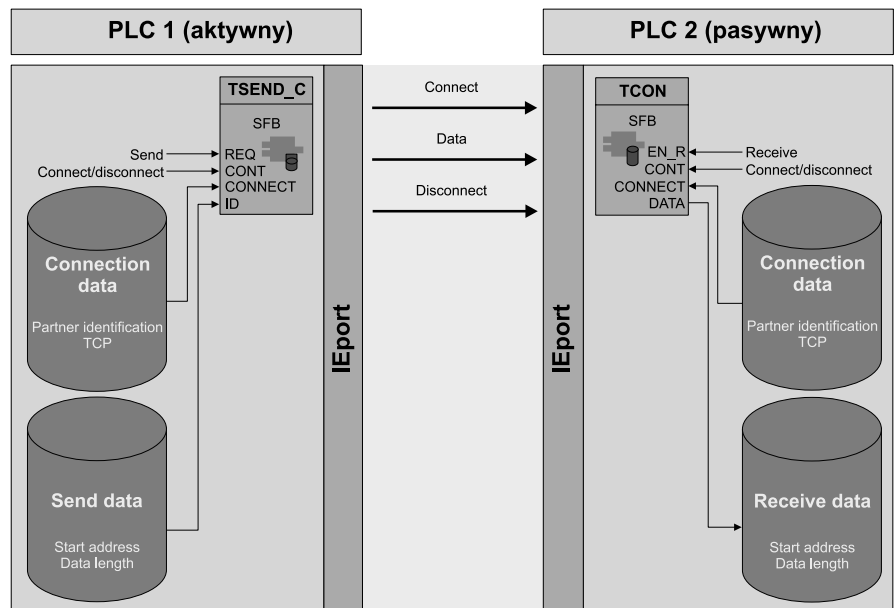 PLC 1 (aktywny)
PLC 2 (pasywny)
TSEND_C
SFB
Send
REQ
Connect/disconnect
CONT
CONNECT
ID
Connection
data
Partner identification
TCP
Send data
Start address
Data length
IEport
Connect
Data
Disconnect
IEport
TCON
SFB
EN_R
Receive
CONT
Connect/disconnect
CONNECT
DATA
Connection
data
Partner identification
TCP
Receive data
Start address
Data length